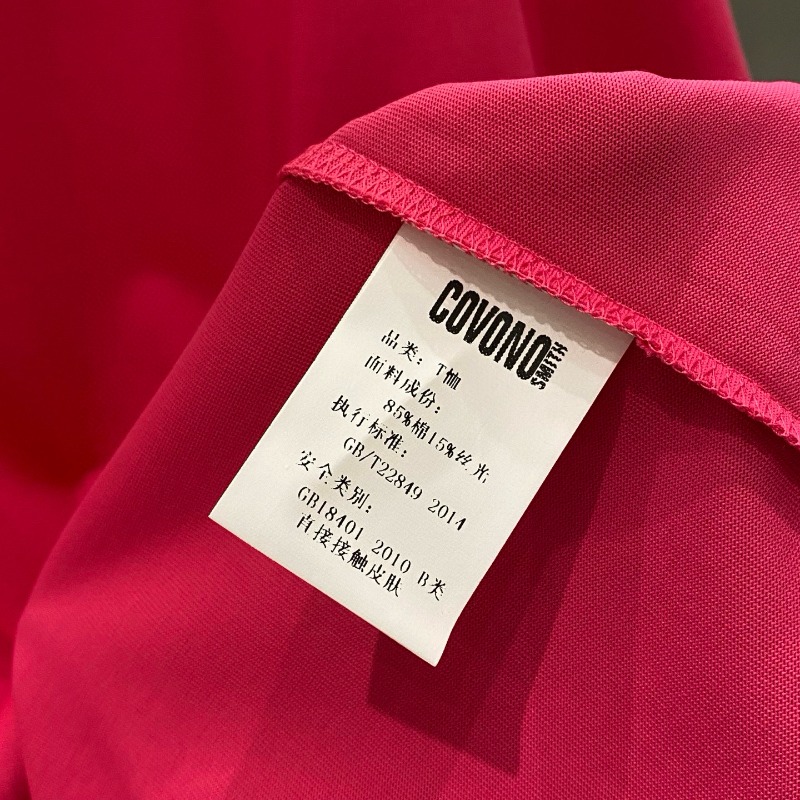 COVONO
SMITH
品类：T恤
面料成份：
85%棉15%丝光
执行标准：
GB/T22849 2014
安全类别：
GB18401 2010 B类
直接接触皮肤